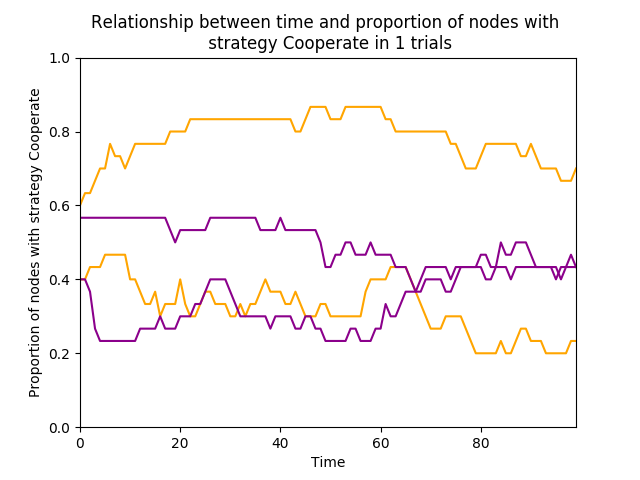 Relationship between time and proportion of nodes with
strategy Cooperate in 1 trials
Proportion of nodes with strategy Cooperate
1.0
0.8
0.6
0.4
0.2
0.0
0 20 40 60 80
Time